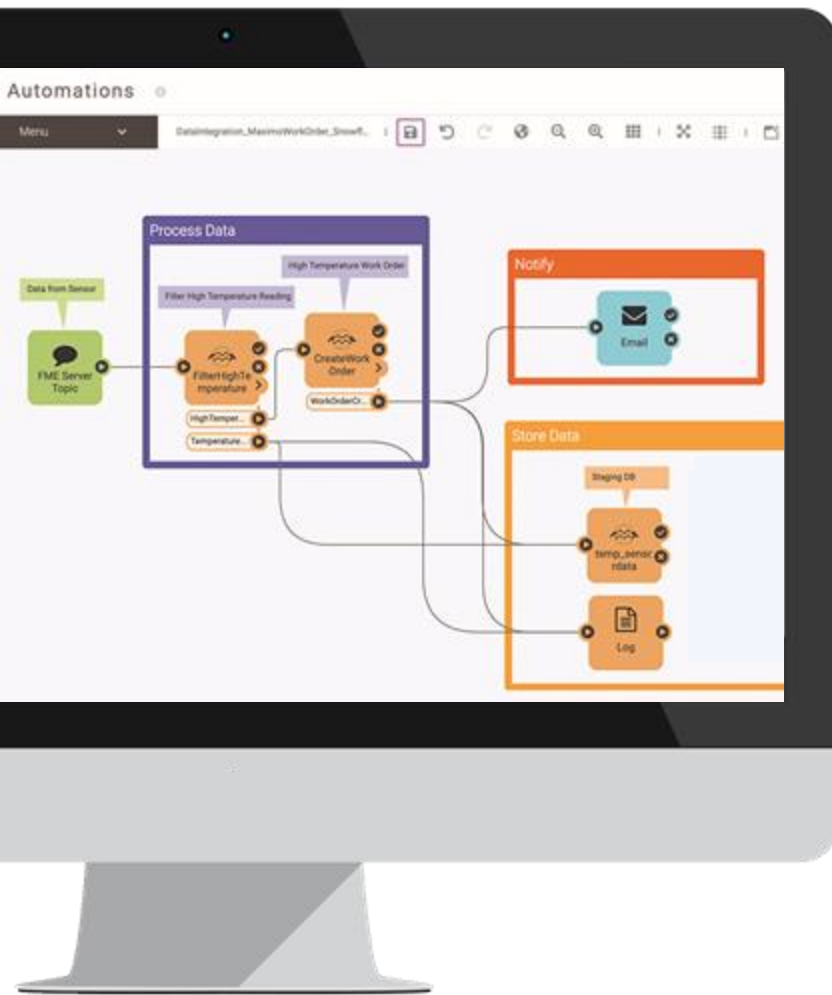 Automations
Menu
DataIntegration_MaximoWorkOrder_Snowfl..
Process Data
High Temperature Work Order
Filter High Temperature Reading
Data from Sensor
FME Server
Topic
FilterHighTe
mperature
CreateWork
Order
HighTemper...
WorkOrderCr...
Temperature...
Notify
Email
Store Data
Staging DB
temp_senso
rdata
Log